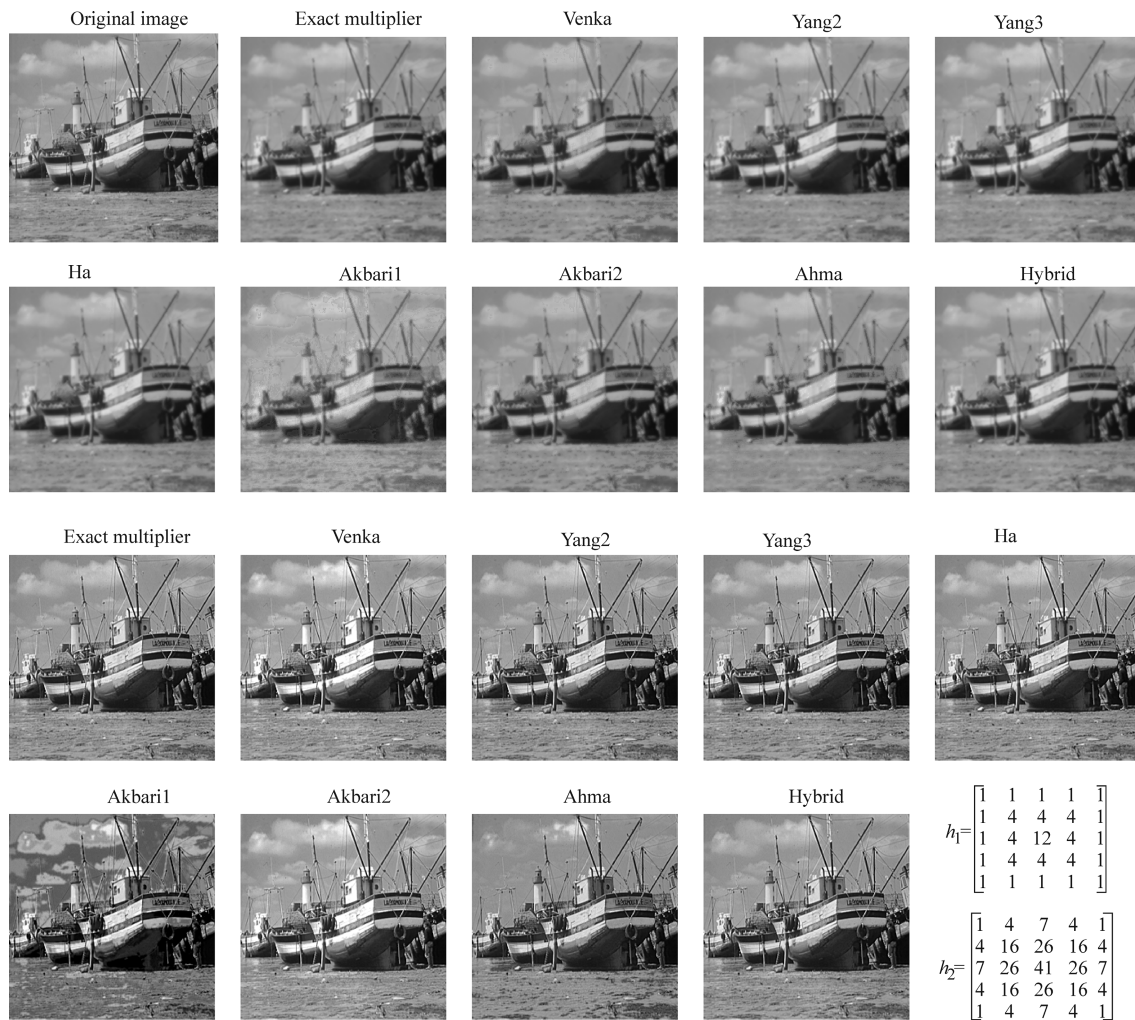 Original image Exact multiplier Venka Yang2 Yang3
Ha Akbari1 Akbari2 Ahma Hybrid
Exact multiplier Venka Yang2 Yang3 Ha
Akbari1 Akbari2 Ahma Hybrid
1 1 1 1 1
1 4 4 4 1
h1= 1 4 12 4 1
1 4 4 4 1
1 1 1 1 1
1 4 7 4 1
4 16 26 16 4
h2= 7 26 41 26 7
4 16 26 16 4
1 4 7 4 1